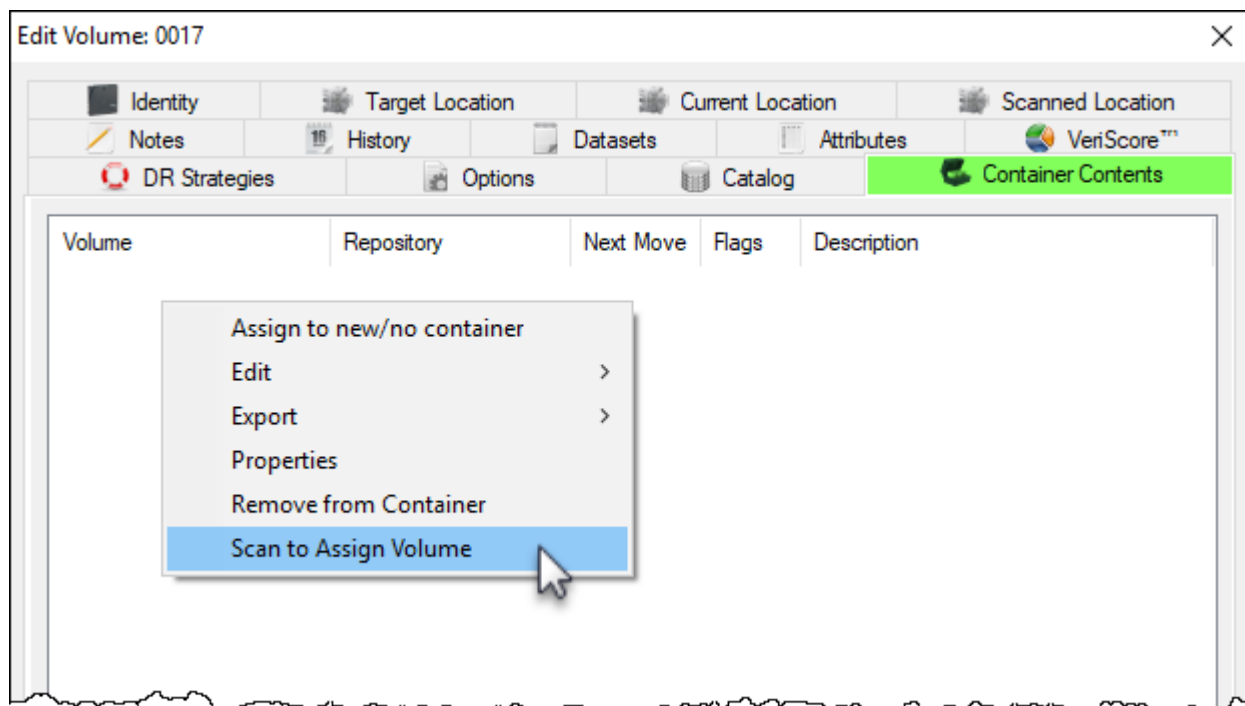 Edit Volume: 0017
Identity Target Location Current Location Scanned Location
Notes 16 History Datasets Attributes VeriScore™
DR Strategies Options Catalog Container Contents
Volume Repository Next Move Flags Description
Assign to new/no container
Edit
Export
Properties
Remove from Container
Scan to Assign Volume